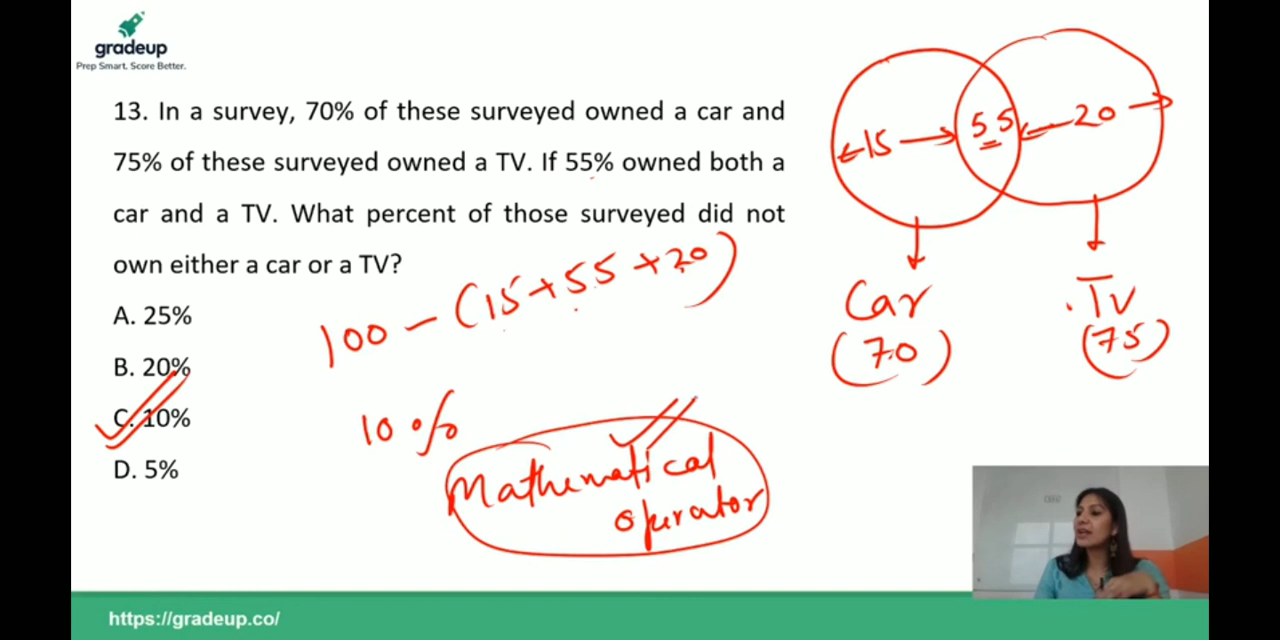 gradeup
Prep Smart. Score Better.
13. In a survey, 70% of these surveyed owned a car and
75% of these surveyed owned a TV. If 55% owned both a
car and a TV. What percent of those surveyed did not
own either a car or a TV?
A. 25%
B. 20%
C. 10%
D. 5%
100 - (15+55+20)
10%
Mathematical
operator
15
55
20
Car
(70)
Tv
(75)
https://gradeup.co/